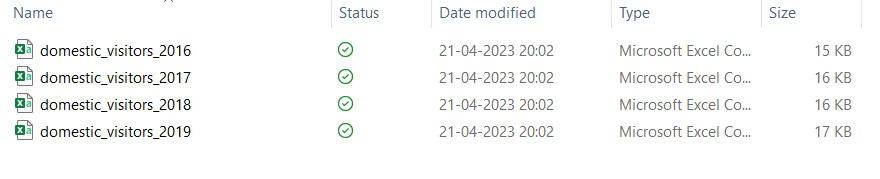 Name Status Date modified Type Size
domestic_visitors_2016 21-04-2023 20:02 Microsoft Excel Co... 15 KB
domestic_visitors_2017 21-04-2023 20:02 Microsoft Excel Co... 16 KB
domestic_visitors_2018 21-04-2023 20:02 Microsoft Excel Co... 16 KB
domestic_visitors_2019 21-04-2023 20:02 Microsoft Excel Co... 17 KB